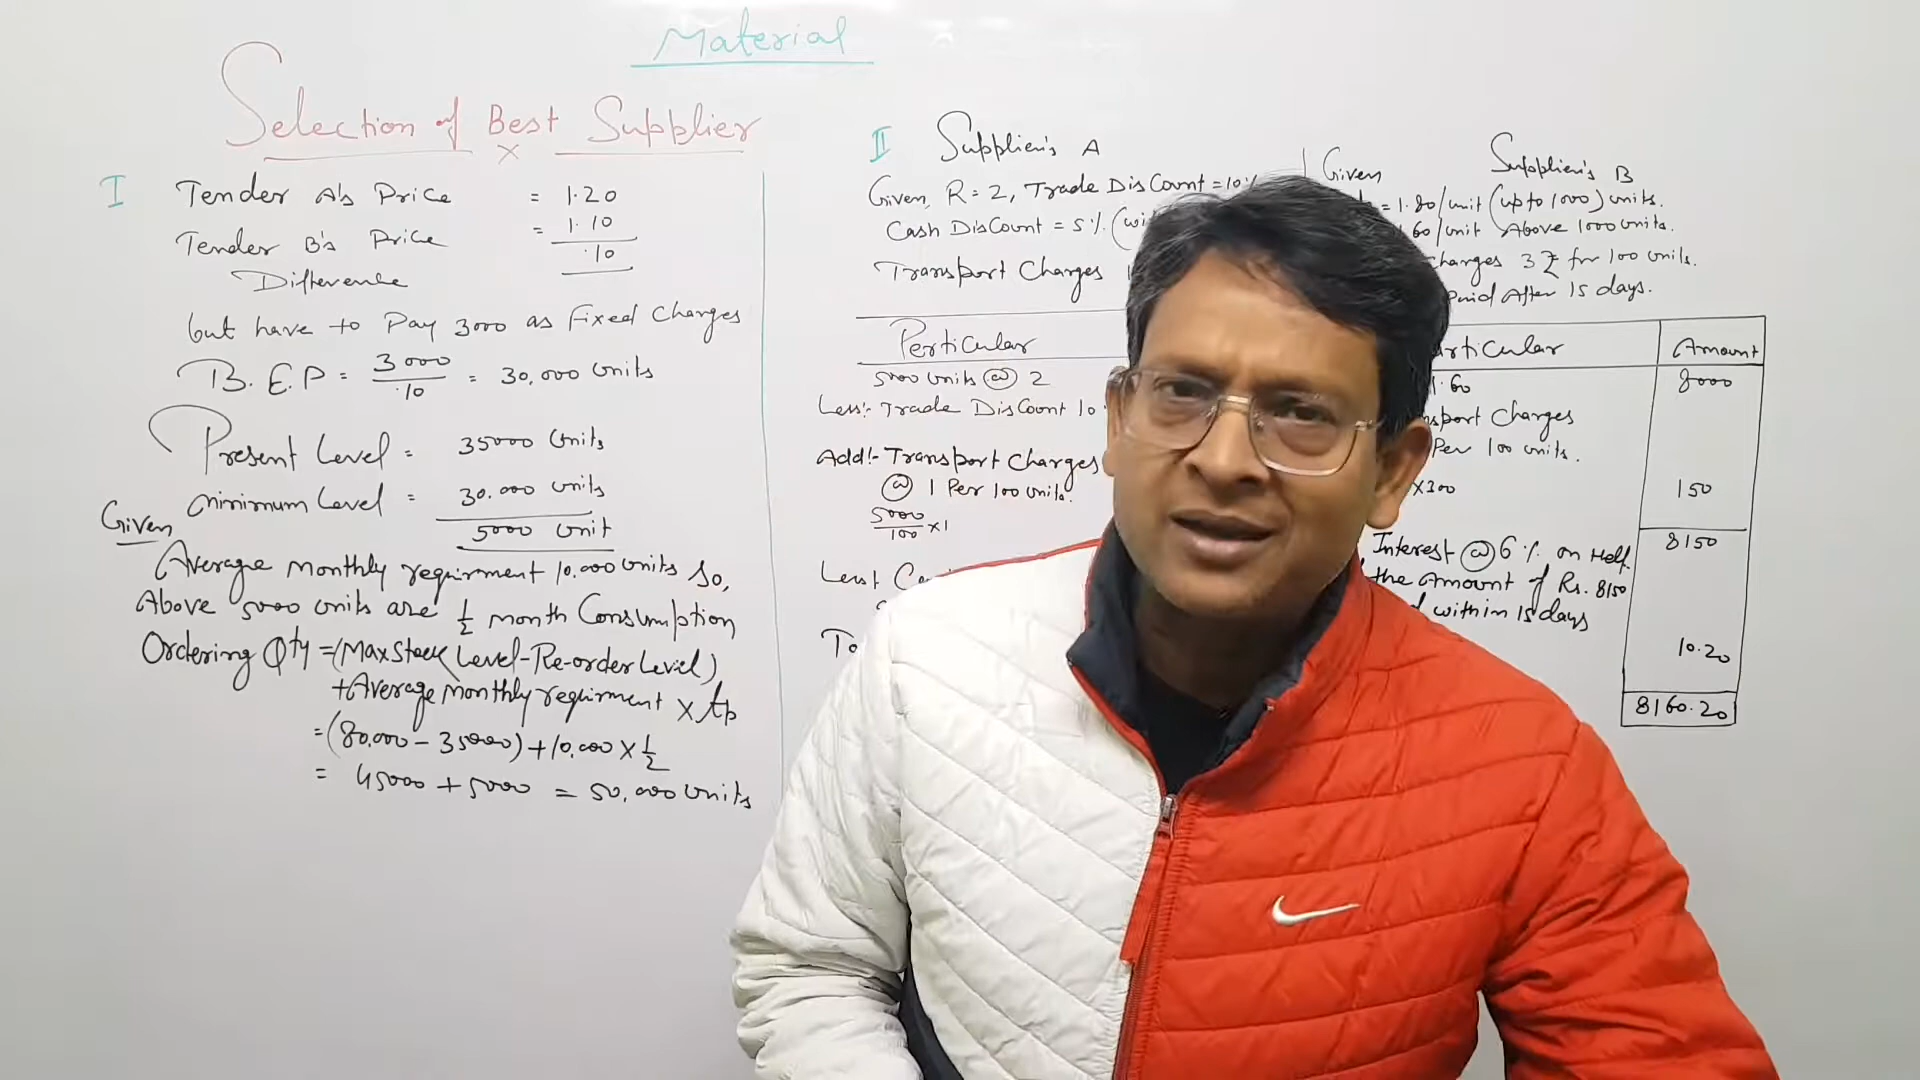 Material
Selection of Best Supplier
×
I
Tender A's Price = 1.20
Tender B's Price = 1.10
Difference .10
but have to Pay 3000 as Fixed Charges
B.E.P = 3000/.10 = 30,000 Units
Present Level = 35000 Units
Minimum Level = 30.000 Units
5000 Unit
Given
Average monthly requirment 10.000 Units So,
Above 5000 Units are 1/2 month Consumption
Ordering Qty = (Max Stock Level-Re-order Level)
+Average monthly requirment ×
= (80,000 - 35000) + 10,000 × 1/2
= 45000 + 5000 = 50,000 Units
II Supplier's A
Given, R = 2, Trade DisCount = 10%
Cash DisCount = 5%
Transport Charges
Perticular
5000 Units @ 2
Less:- Trade DisCount 10
Add:- Transport Charges
@ 1 Per 100 Units.
5000/100 ×1
Less
To
Supplier's B
Given
= 1.80/unit (up to 1000) units.
60/unit Above 1000 Units.
charges 3 ₹ for 100 Units.
Paid After 15 days.
articular Amount
1.60 8000
sport Charges
Per 100 Units.
×300 150
8150
Interest @ 6 % on Half
the Amount of Rs. 8150
within 15 days
10.20
8160.20